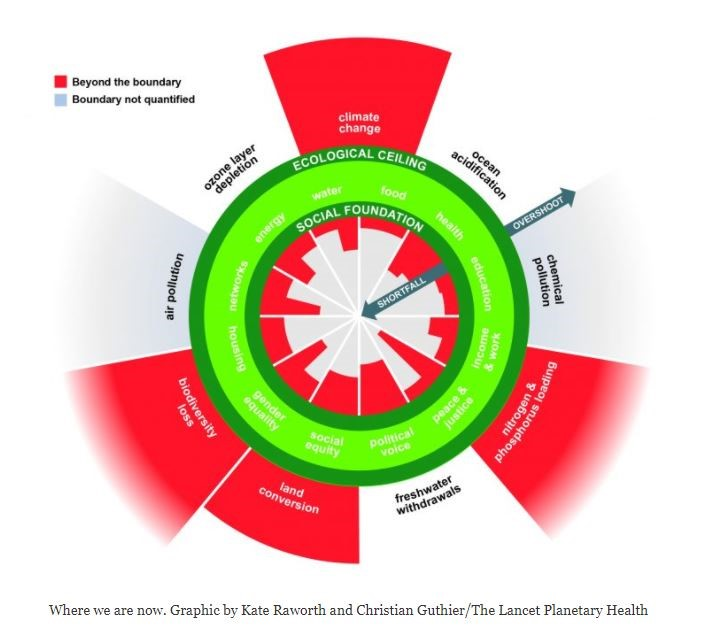 Beyond the boundary
Boundary not quantified
climate
change
ozone layer
depletion
ocean
acidification
ECOLOGICAL CEILING
water
food
energy
health
SOCIAL FOUNDATION
OVERSHOOT
SHORTFALL
air pollution
networks
education
chemical
pollution
housing
income
& work
biodiversity
loss
gender
equality
peace &
justice
nitrogen &
phosphorus loading
social
equity
political
voice
land
conversion
freshwater
withdrawals
Where we are now. Graphic by Kate Raworth and Christian Guthier/The Lancet Planetary Health